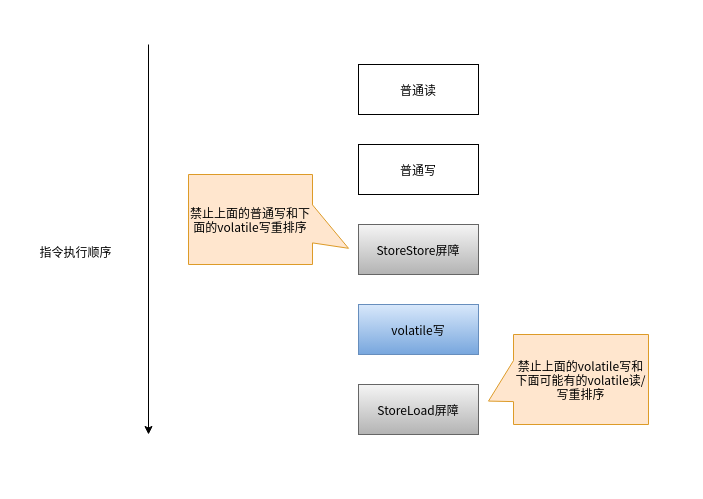 普通读
普通写
禁止上面的普通写和下
面的volatile写重排序
指令执行顺序
StoreStore屏障
volatile写
禁止上面的volatile写和
下面可能有的volatile读/
写重排序
StoreLoad屏障